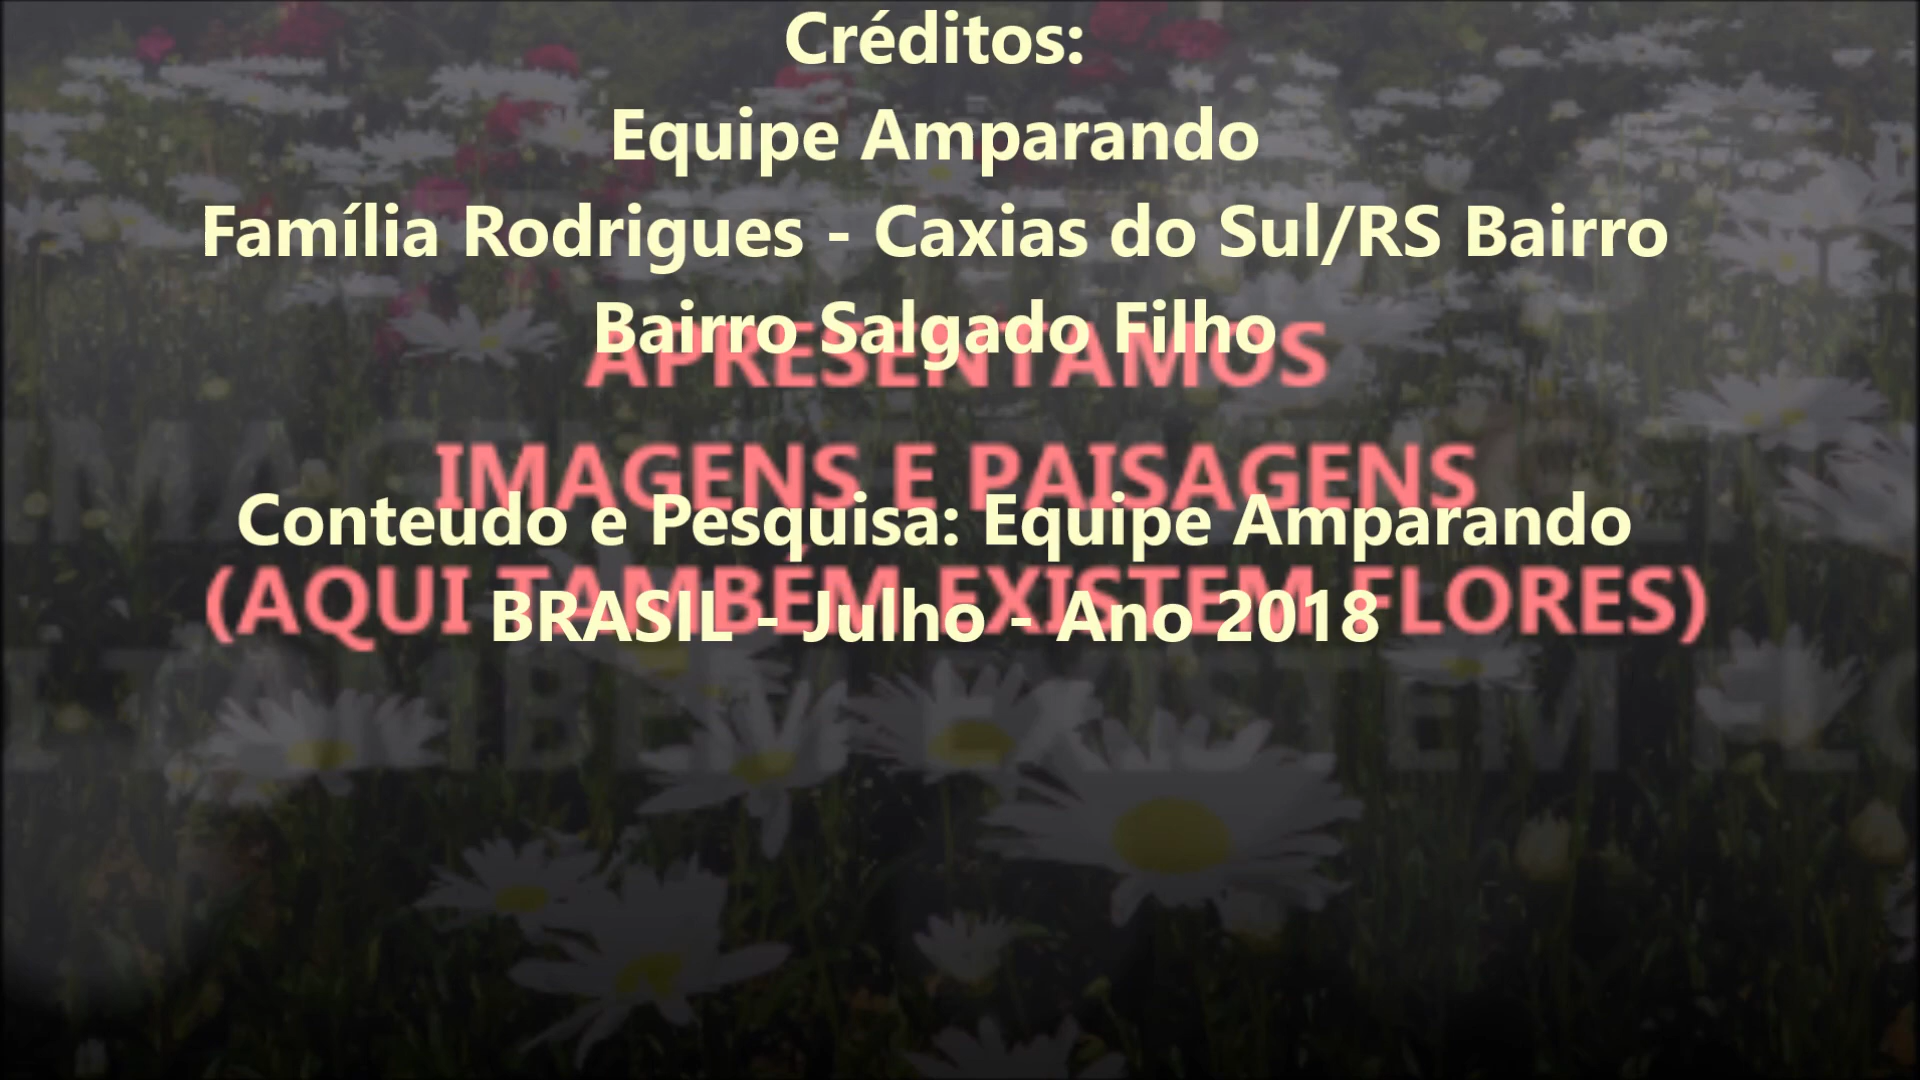 Créditos:
Equipe Amparando
Família Rodrigues - Caxias do Sul/RS Bairro
Bairro Salgado Filho
APRESENTAMOS
IMAGENS E PAISAGENS
Conteudo e Pesquisa: Equipe Amparando
(AQUI TAMBÉM EXISTEM FLORES)
BRASIL - Julho - Ano 2018